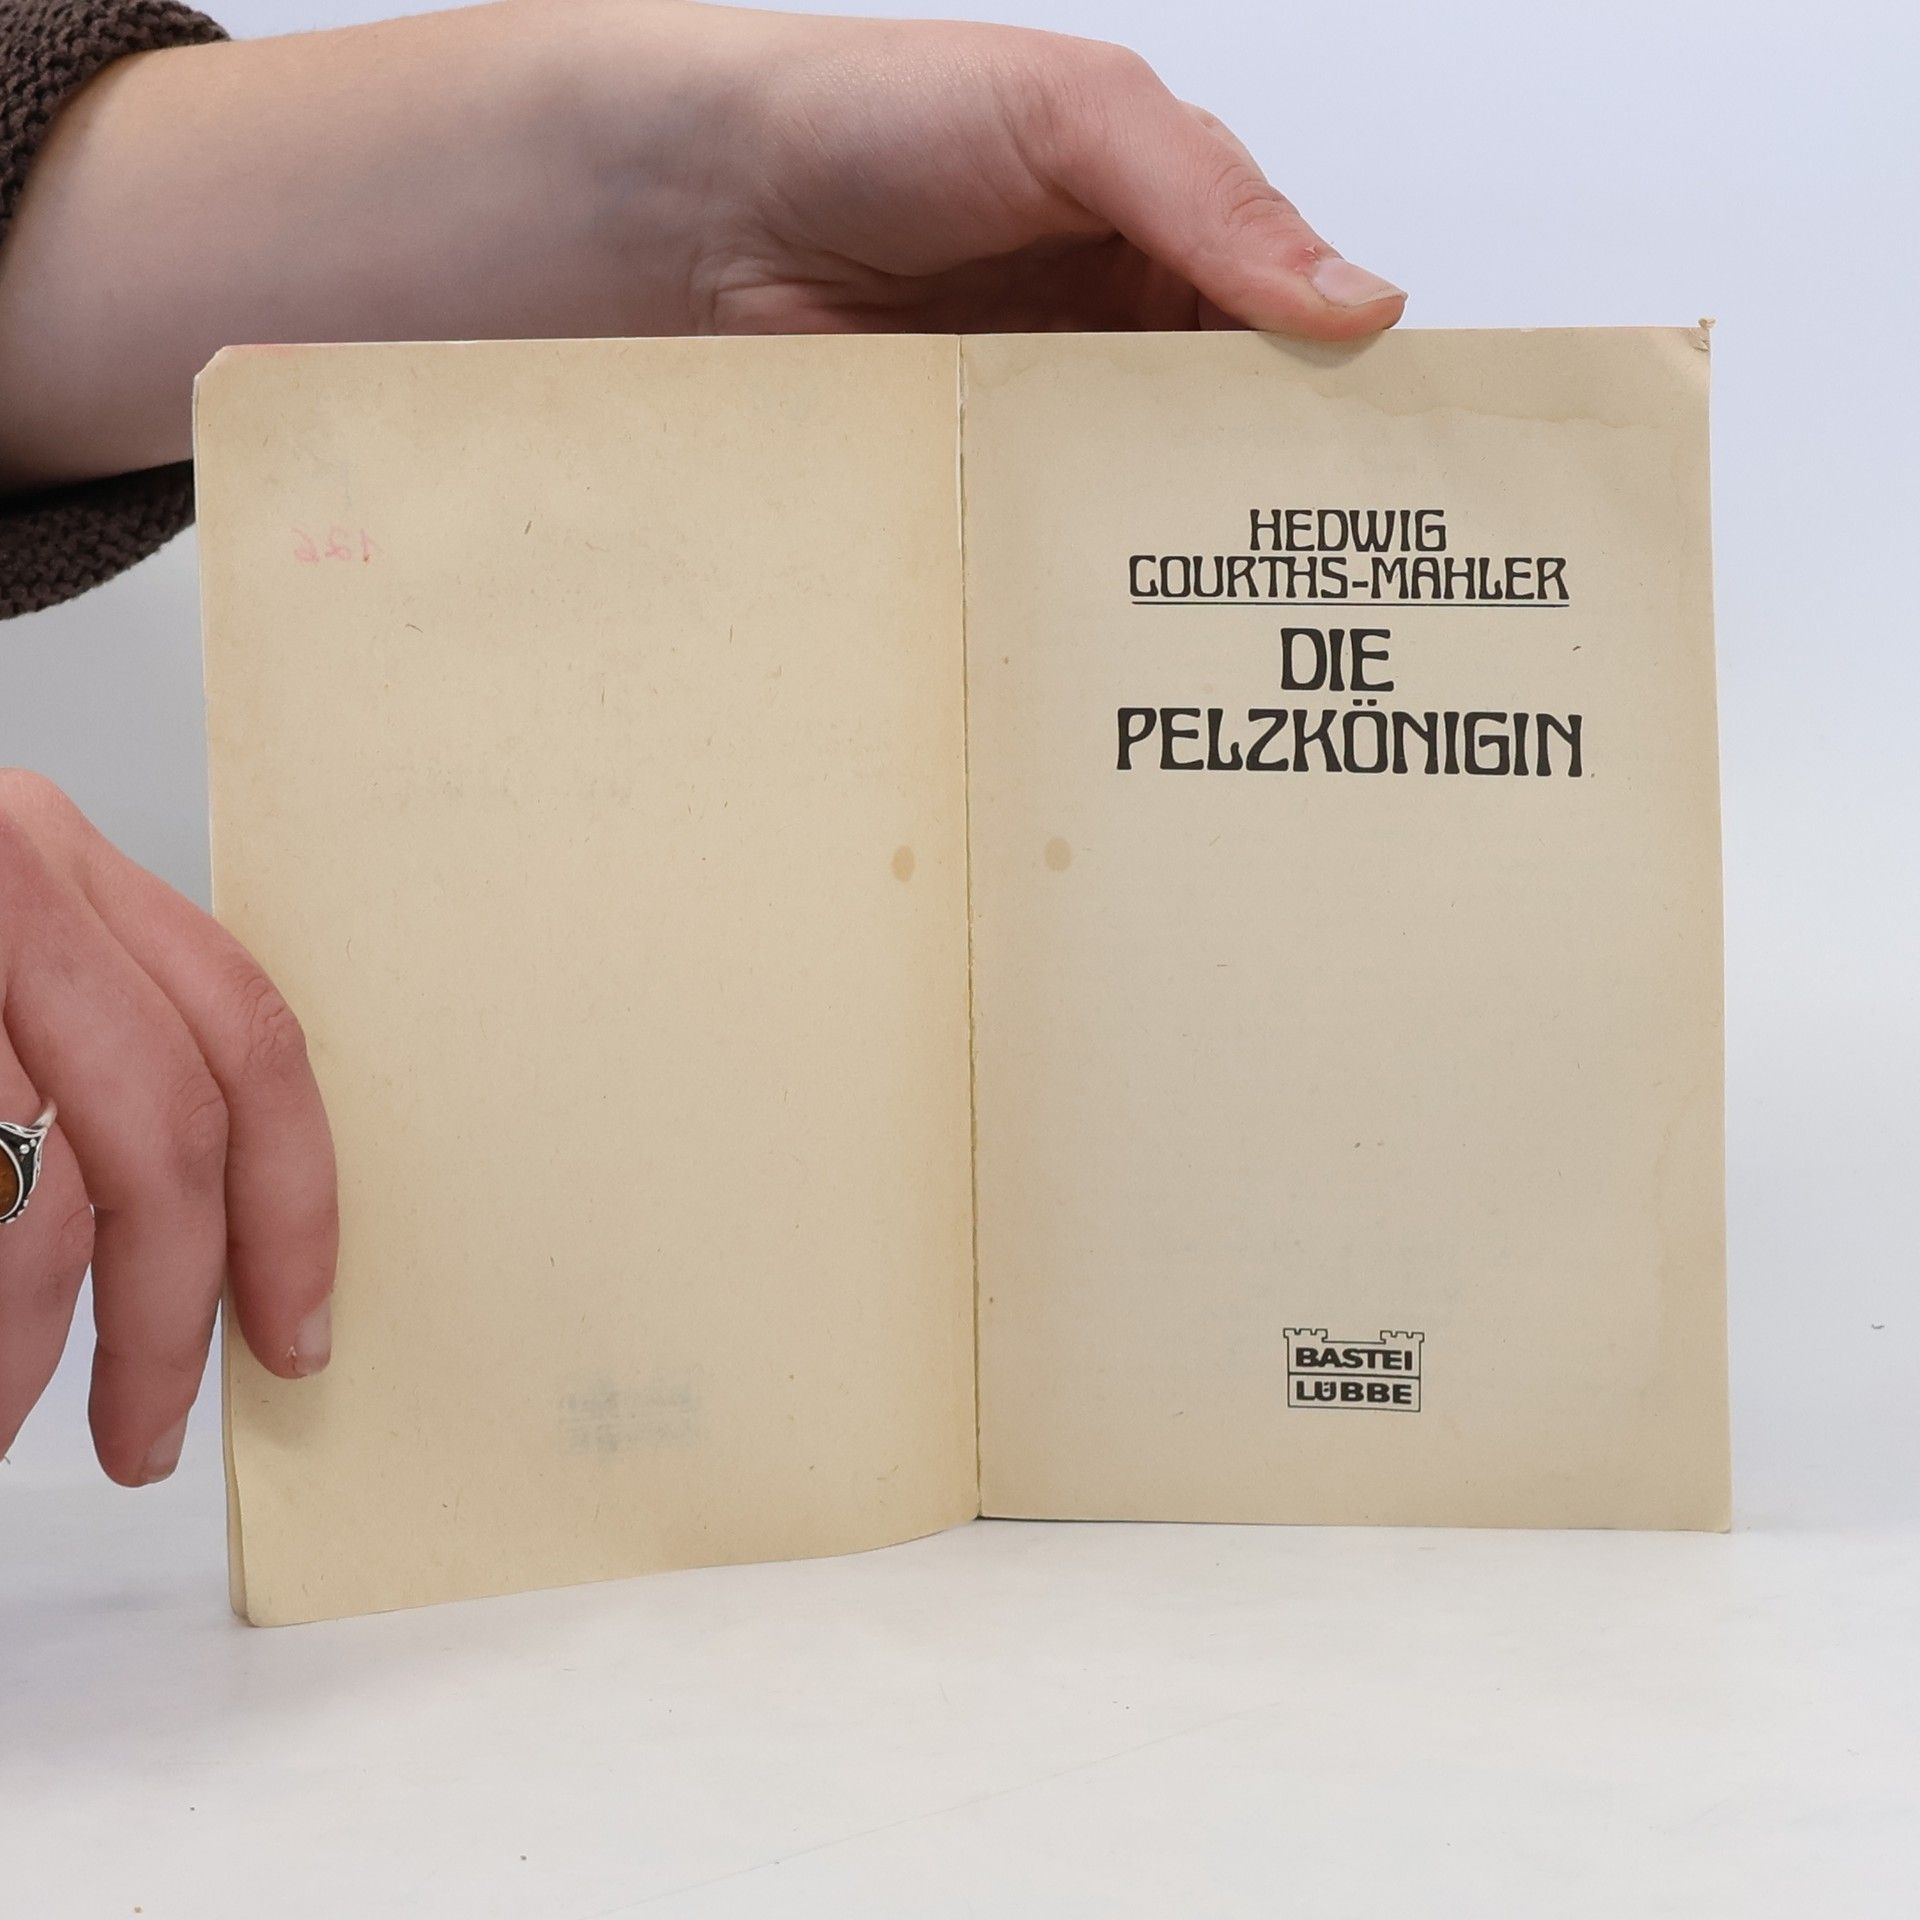 HEDWIG
COURTHS-MAHLER
DIE
PELZKÖNIGIN
BASTEI
LÜBBE